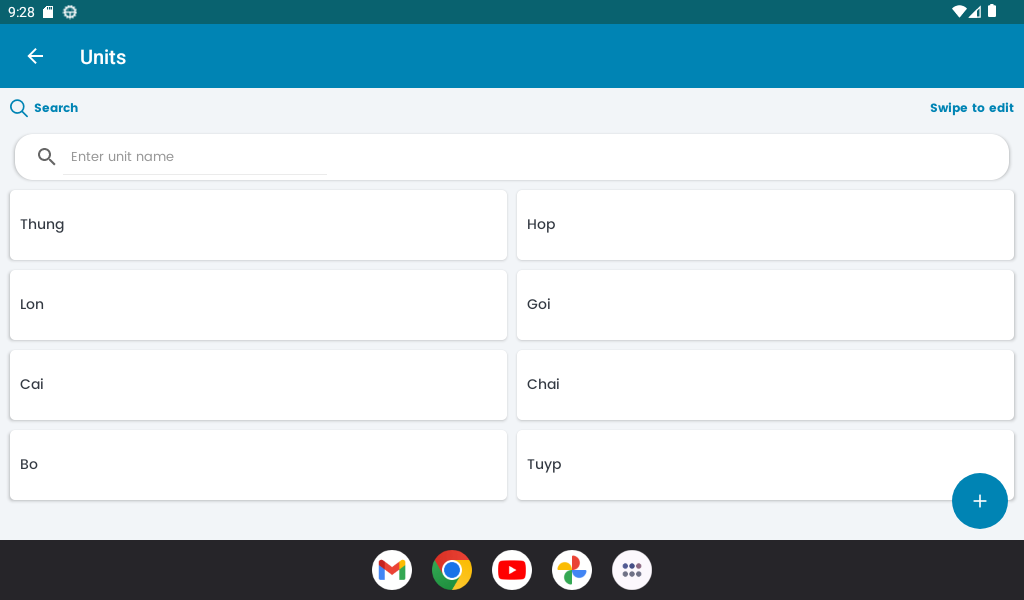 9:28
Units
Search
Swipe to edit
Enter unit name
Thung
Hop
Lon
Goi
Cai
Chai
Bo
Tuyp